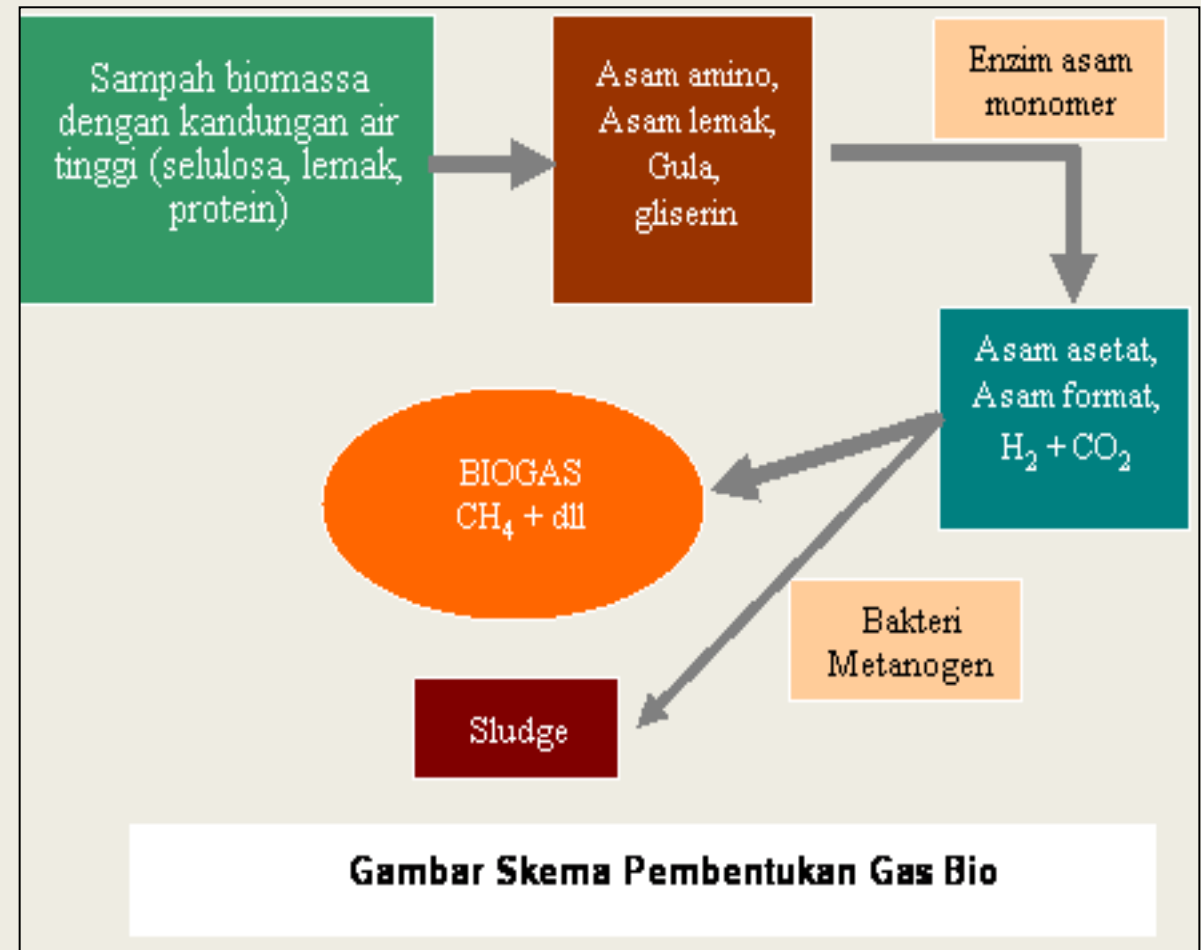 Sampah biomassa
dengan kandungan air
tinggi (selulosa, lemak,
protein)
Asam amino,
Asam lemak,
Gula,
gliserin
Enzim asam
monomer
Asam asetat,
Asam format,
H₂ + CO₂
BIOGAS
CH₄ + dll
Bakteri
Metanogen
Sludge
Gambar Skema Pembentukan Gas Bio